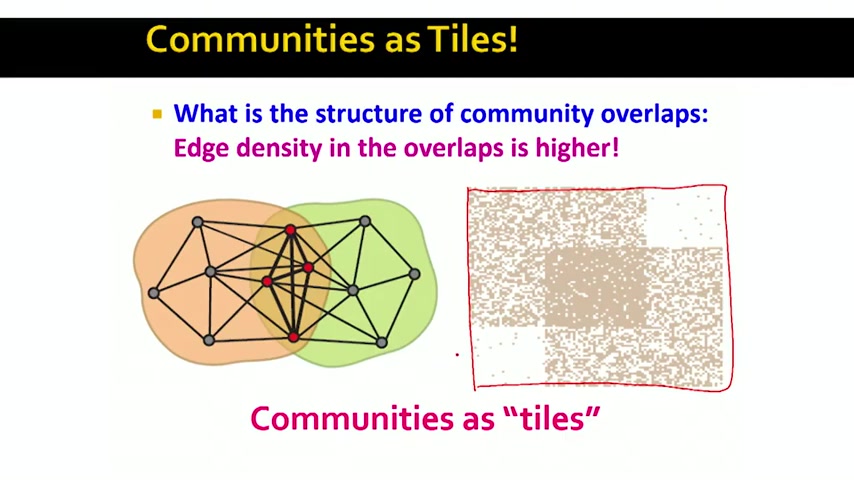 Communities as Tiles!
What is the structure of community overlaps:
Edge density in the overlaps is higher!
Communities as “tiles”